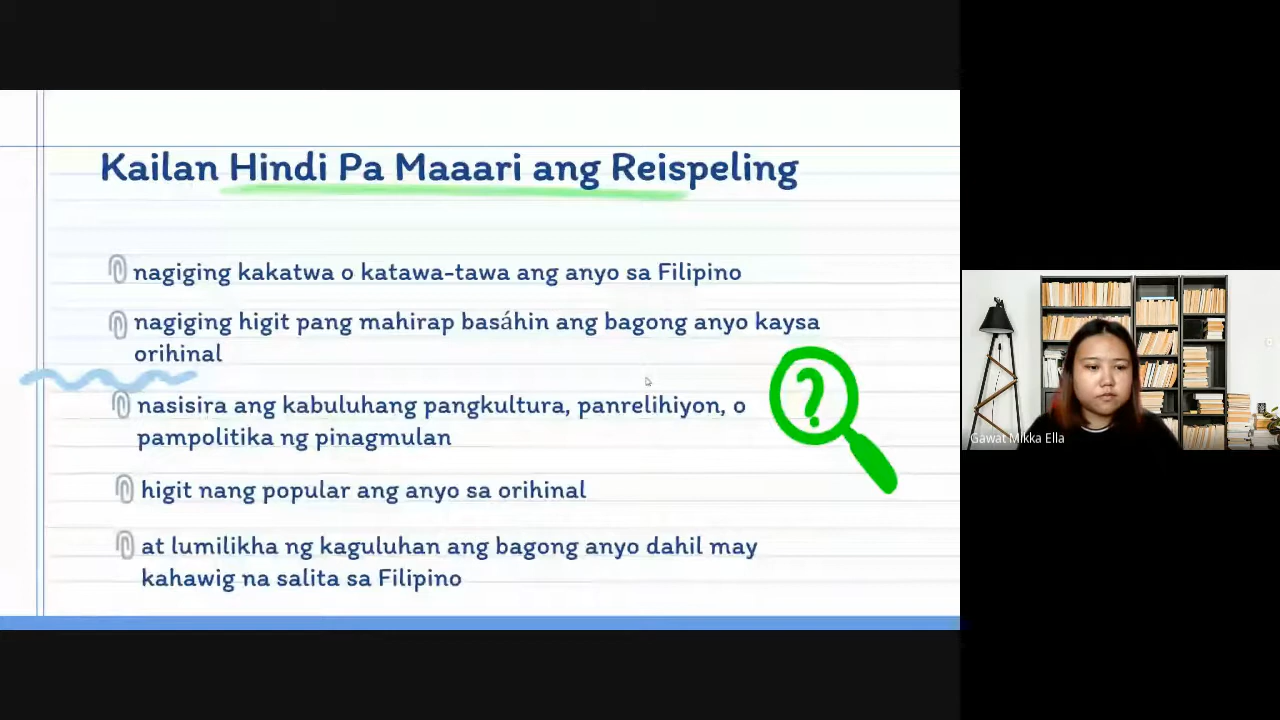 Kailan Hindi Pa Maaari ang Reispeling
nagiging kakatwa o katawa-tawa ang anyo sa Filipino
nagiging higit pang mahirap basáhin ang bagong anyo kaysa
orihinal
nasisira ang kabuluhang pangkultura, panrelihiyon, o
pampolitika ng pinagmulan
higit nang popular ang anyo sa orihinal
at lumilikha ng kaguluhan ang bagong anyo dahil may
kahawig na salita sa Filipino
?
Gawat Mikka Ella